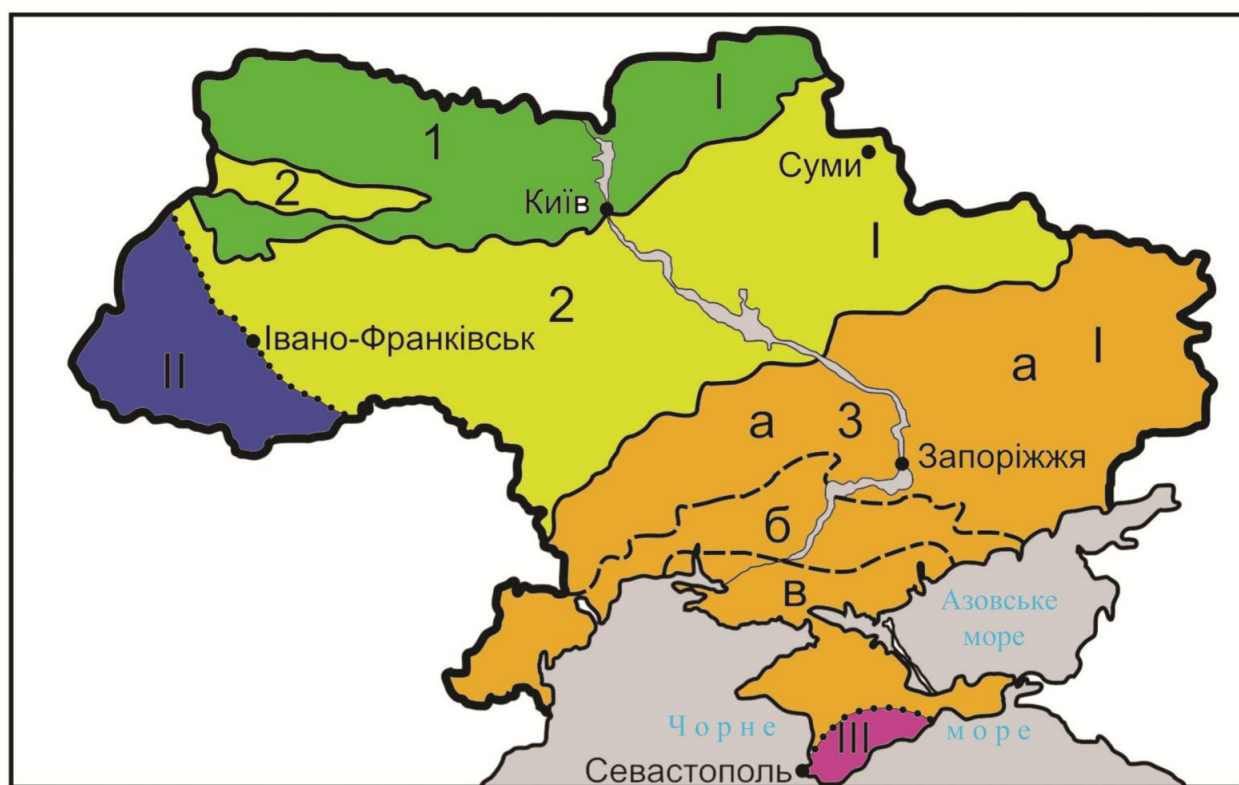 I
1
Суми
2
Київ
I
2
Івано-Франківськ
II
I
а
а
3
Запоріжжя
б
в
Азовське
море
Чорне
море
III
Севастополь